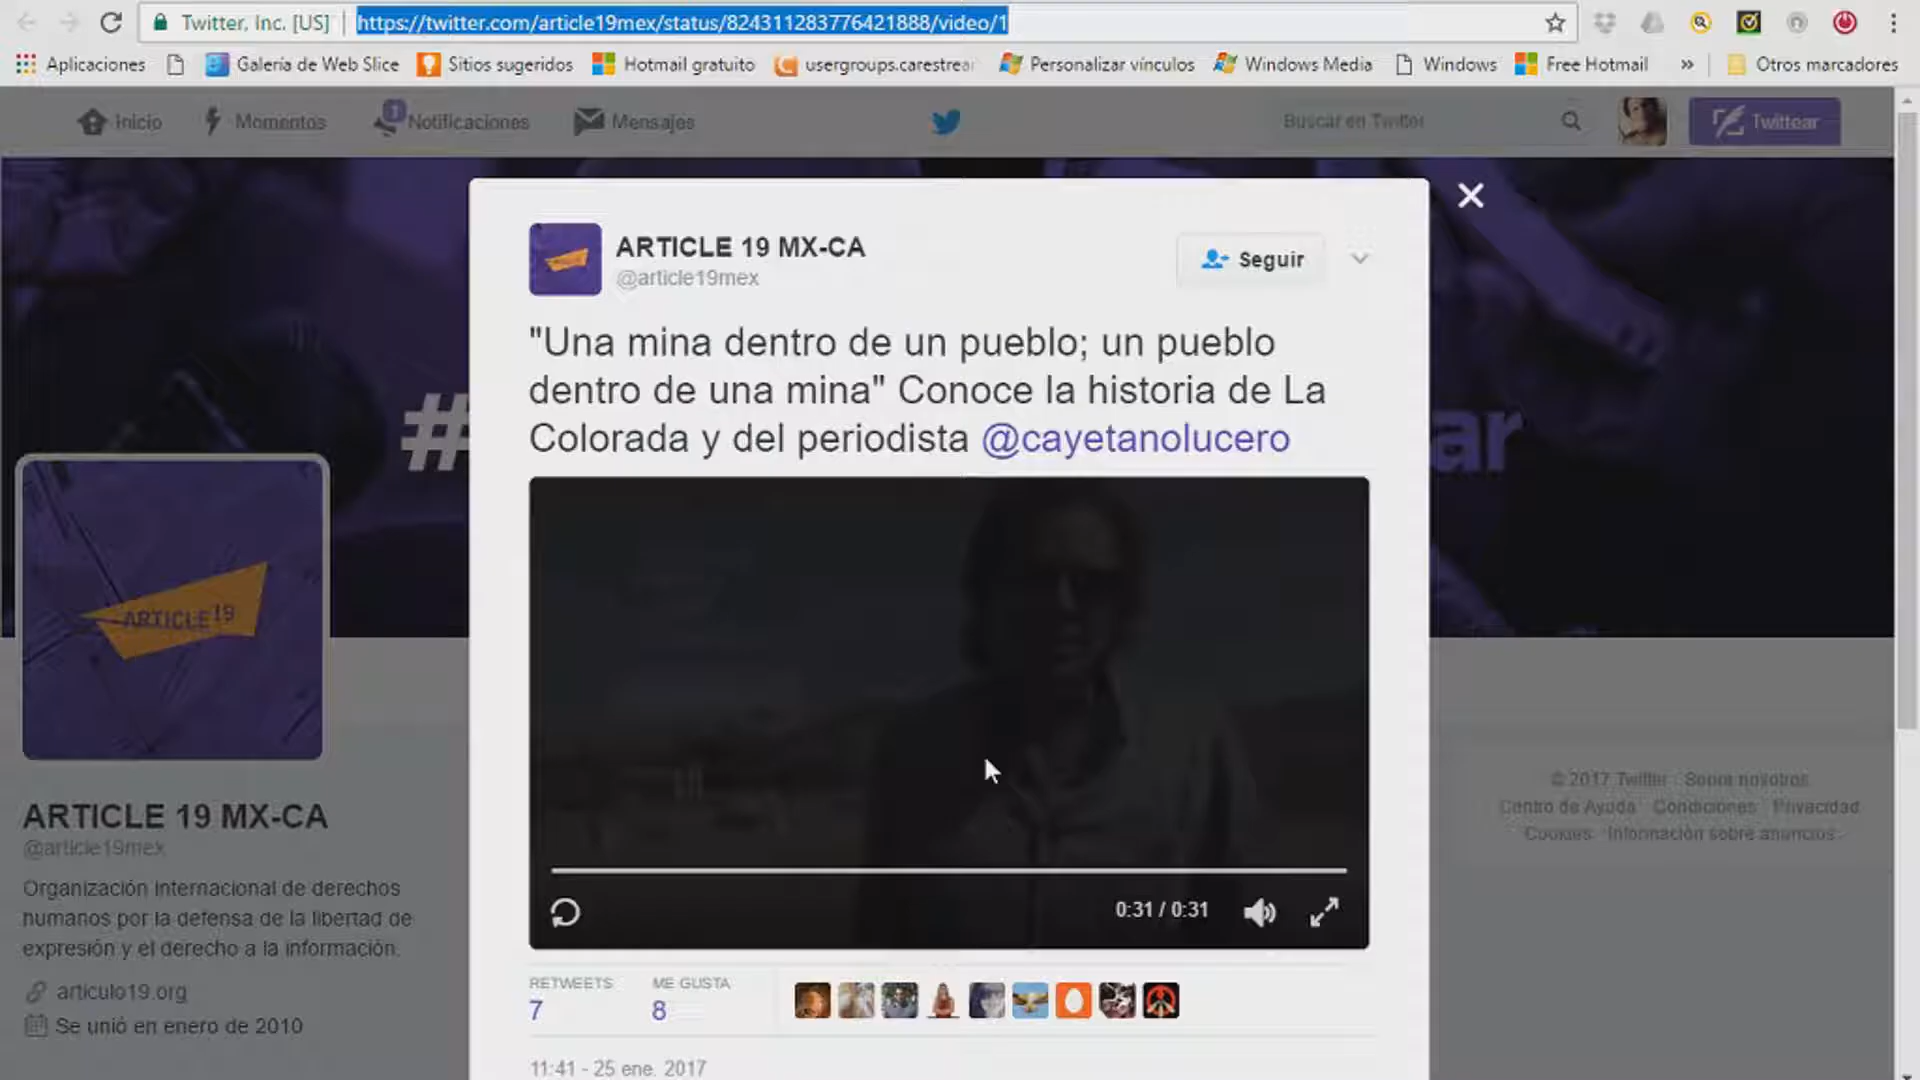 Twitter, Inc. [US]
https://twitter.com/article19mex/status/824311283776421888/video/1
Aplicaciones
Galería de Web Slice
Sitios sugeridos
Hotmail gratuito
usergroups.carestrear
Personalizar vínculos
Windows Media
Windows
Free Hotmail
»
Otros marcadores
Inicio
Momentos
1
Notificaciones
Mensajes
Buscar en Twitter
Twittear
#
ar
ARTICLE 19 MX-CA
@article19mex
Seguir
"Una mina dentro de un pueblo; un pueblo
dentro de una mina" Conoce la historia de La
Colorada y del periodista @cayetanolucero
0:31 / 0:31
RETWEETS
7
ME GUSTA
8
11:41 - 25 ene. 2017
ARTICLE 19
ARTICLE 19 MX-CA
@article19mex
Organización internacional de derechos
humanos por la defensa de la libertad de
expresión y el derecho a la información.
articulo19.org
Se unió en enero de 2010
© 2017 Twitter Sobre nosotros
Centro de Ayuda Condiciones Privacidad
Cookies Información sobre anuncios